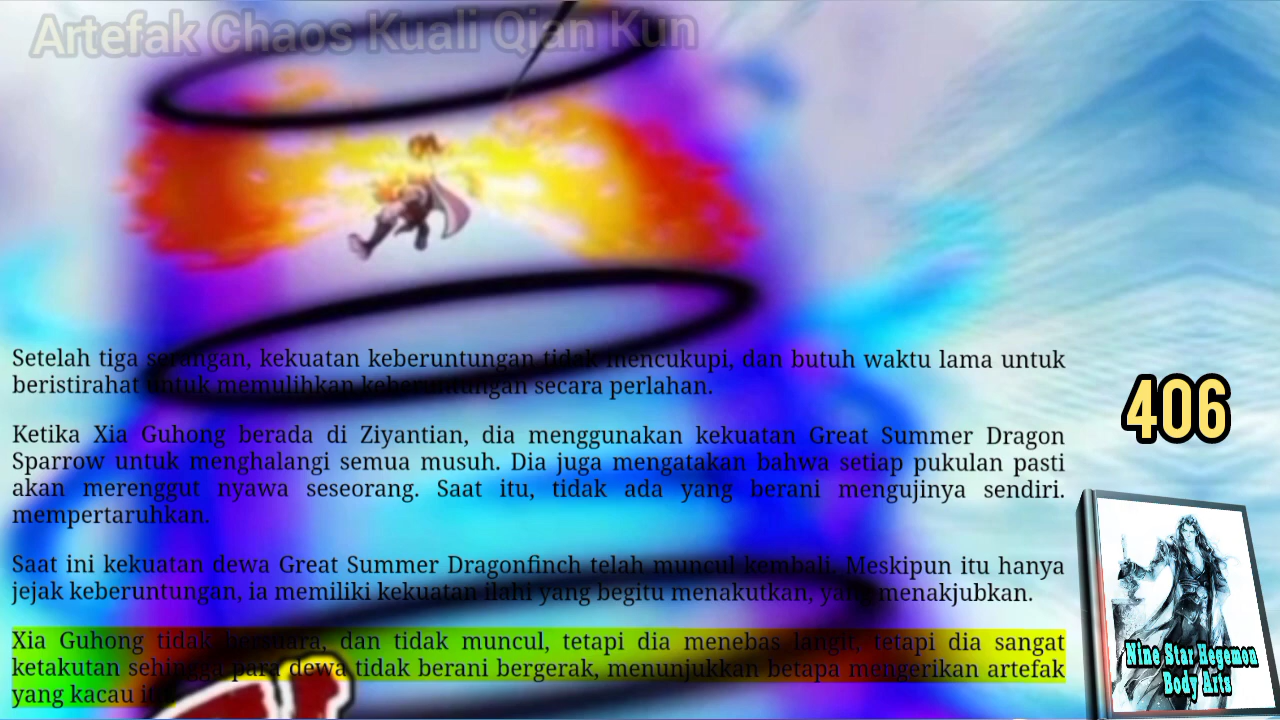 Artefak Chaos Kuali Qian Kun
Setelah tiga serangan, kekuatan keberuntungan tidak mencukupi, dan butuh waktu lama untuk
beristirahat untuk memulihkan keberuntungan secara perlahan.
Ketika Xia Guhong berada di Ziyantian, dia menggunakan kekuatan Great Summer Dragon
Sparrow untuk menghalangi semua musuh. Dia juga mengatakan bahwa setiap pukulan pasti
akan merenggut nyawa seseorang. Saat itu, tidak ada yang berani mengujinya sendiri.
mempertaruhkan.
Saat ini kekuatan dewa Great Summer Dragonfinch telah muncul kembali. Meskipun itu hanya
jejak keberuntungan, ia memiliki kekuatan ilahi yang begitu menakutkan, yang menakjubkan.
Xia Guhong tidak bersuara, dan tidak muncul, tetapi dia menebas langit, tetapi dia sangat
ketakutan sehingga para dewa tidak berani bergerak, menunjukkan betapa mengerikan artefak
yang kacau itu.
406
Nine Star Hegemon
Body Arts